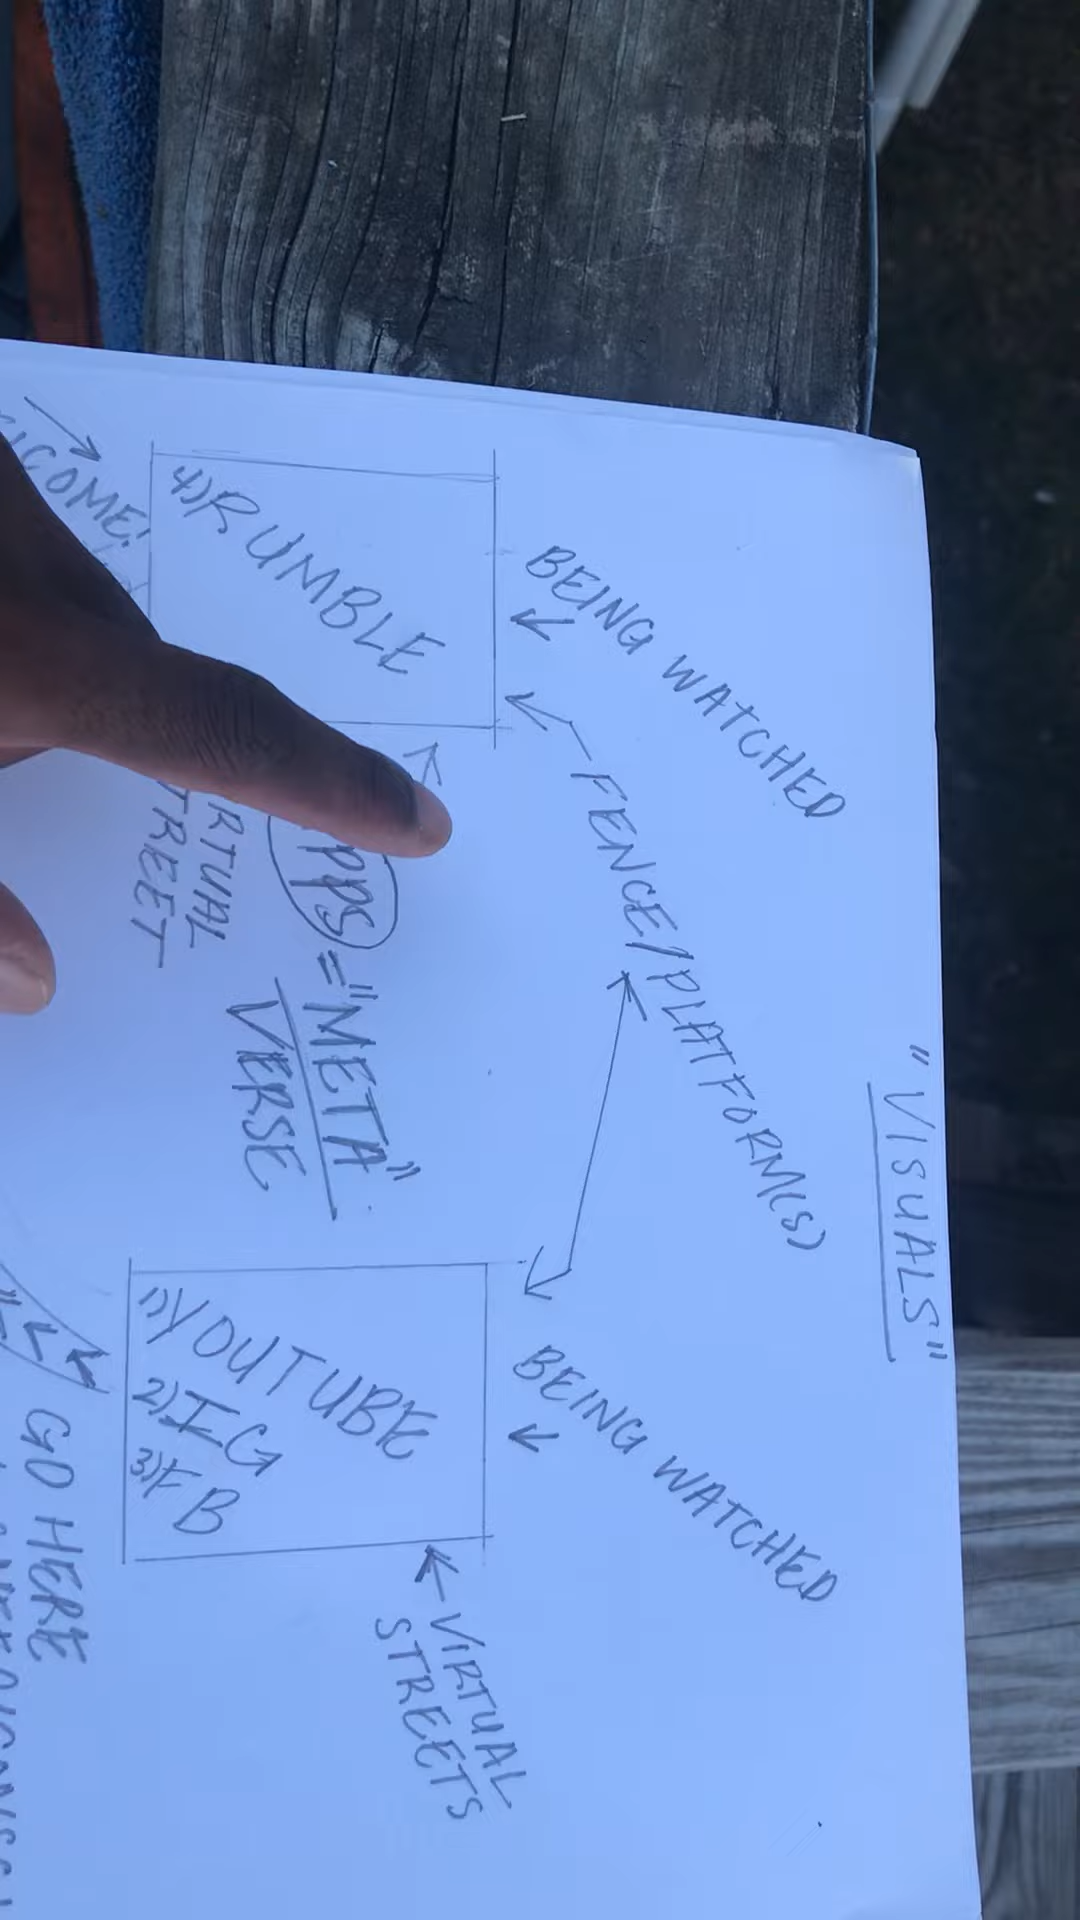 "VISUALS"
BEING WATCHED
FENCE/PLATFORM(S)
BEING WATCHED
4) RUMBLE
1) YOUTUBE
2) IG
3) FB
pps = "META"
VERSE
RTUAL
TREET
VIRTUAL
STREETS
COME!
GO HERE